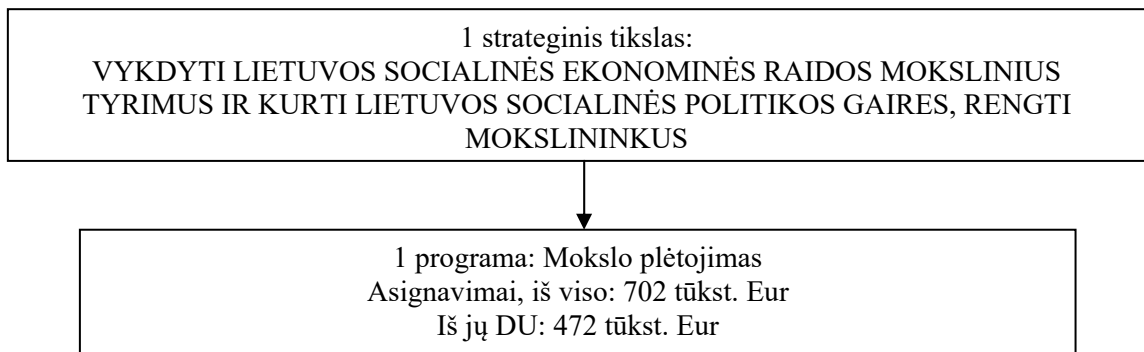 1 strateginis tikslas:
VYKDYTI LIETUVOS SOCIALINĖS EKONOMINĖS RAIDOS MOKSLINIUS
TYRIMUS IR KURTI LIETUVOS SOCIALINĖS POLITIKOS GAIRES, RENGTI
MOKSLININKUS
1 programa: Mokslo plėtojimas
Asignavimai, iš viso: 702 tūkst. Eur
Iš jų DU: 472 tūkst. Eur